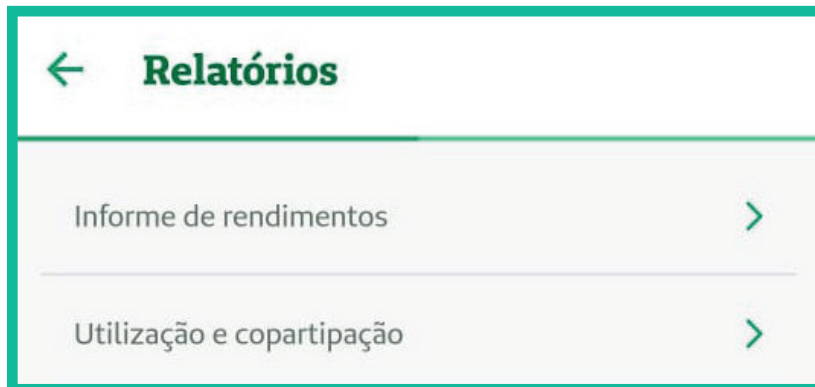 Relatórios
Informe de rendimentos
Utilização e copartipação